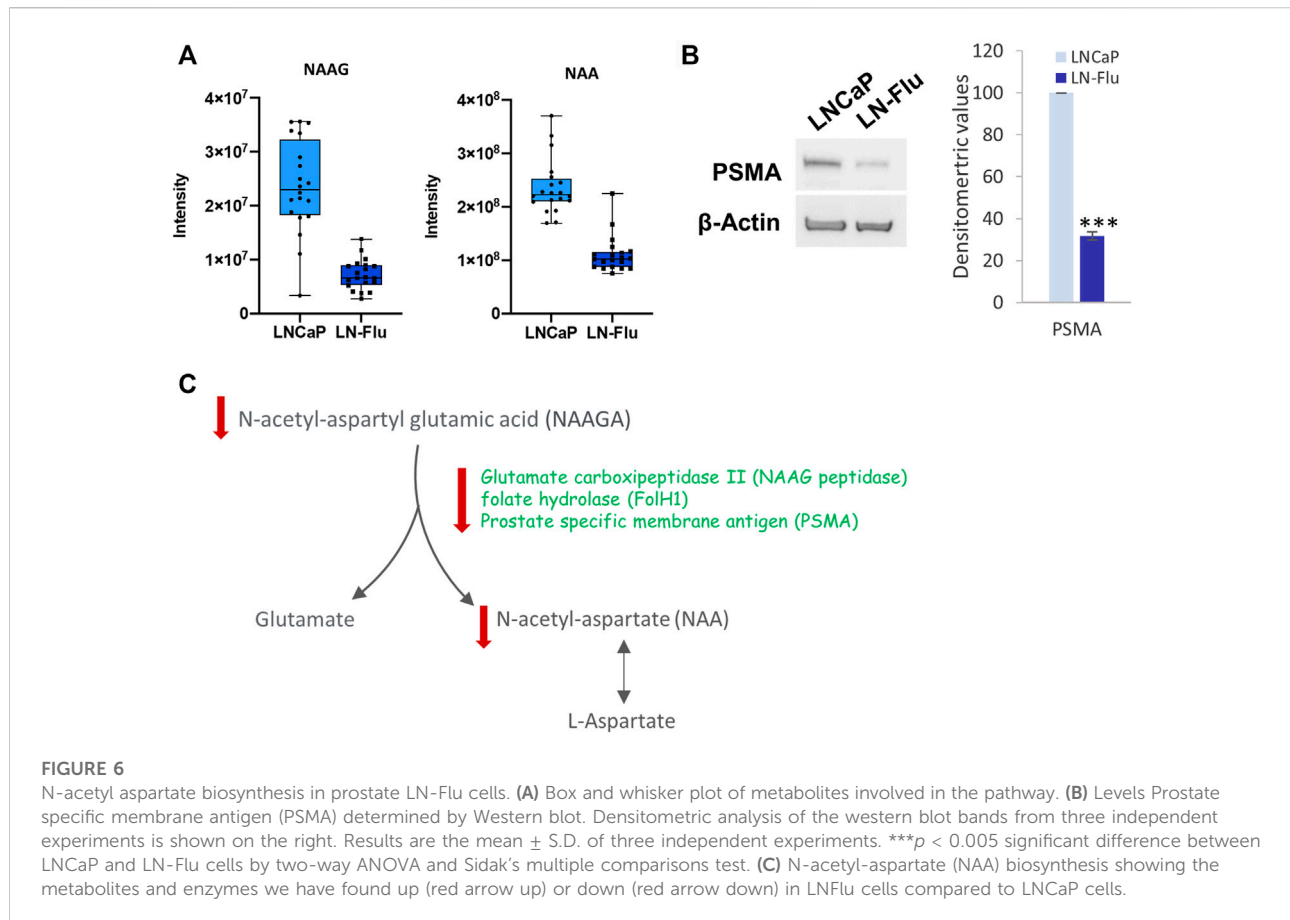 A
NAAG
4×10⁷
3×10⁷
2×10⁷
1×10⁷
0
Intensity
LNCaP LN-Flu
NAA
4×10⁸
3×10⁸
2×10⁸
1×10⁸
0
Intensity
LNCaP LN-Flu
B
LNCaP
LN-Flu
PSMA
β-Actin
Densitomertric values
120
100
80
60
40
20
0
LNCaP
LN-Flu
***
PSMA
C
N-acetyl-aspartyl glutamic acid (NAAGA)
Glutamate carboxipeptidase II (NAAG peptidase)
folate hydrolase (FolH1)
Prostate specific membrane antigen (PSMA)
Glutamate
N-acetyl-aspartate (NAA)
L-Aspartate
FIGURE 6
N-acetyl aspartate biosynthesis in prostate LN-Flu cells. (A) Box and whisker plot of metabolites involved in the pathway. (B) Levels Prostate
specific membrane antigen (PSMA) determined by Western blot. Densitometric analysis of the western blot bands from three independent
experiments is shown on the right. Results are the mean ± S.D. of three independent experiments. ***p < 0.005 significant difference between
LNCaP and LN-Flu cells by two-way ANOVA and Sidak's multiple comparisons test. (C) N-acetyl-aspartate (NAA) biosynthesis showing the
metabolites and enzymes we have found up (red arrow up) or down (red arrow down) in LNFlu cells compared to LNCaP cells.